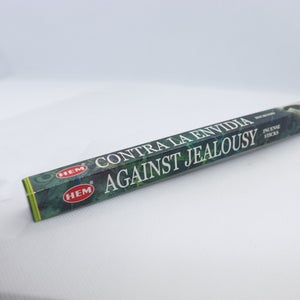 HEM CONTRA LA ENVIDIA
HEM AGAINST JEALOUSY
INCENSE
STICKS